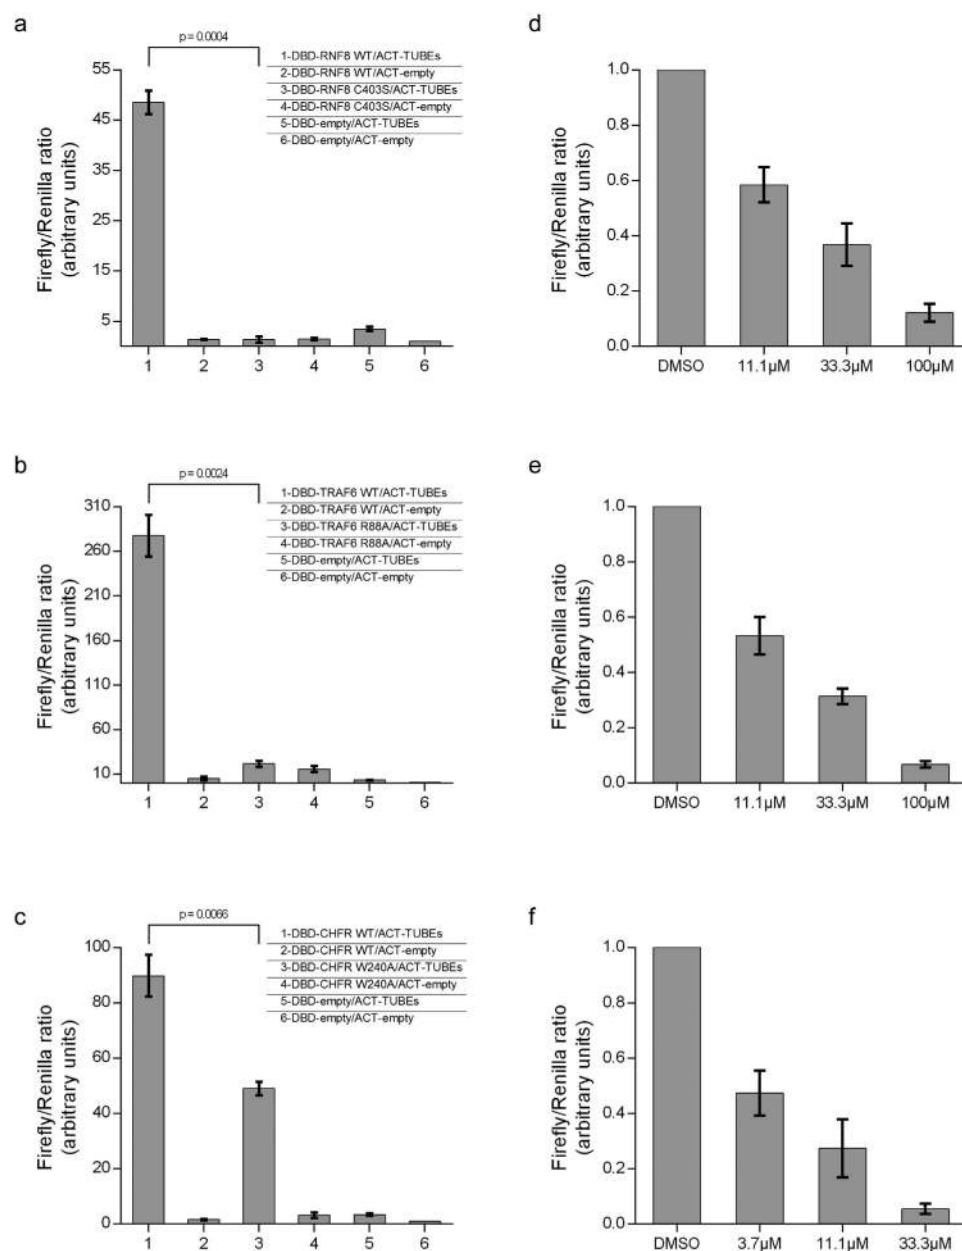 a
p = 0.0004
1-DBD-RNF8 WT/ACT-TUBEs
2-DBD-RNF8 WT/ACT-empty
3-DBD-RNF8 C403S/ACT-TUBEs
4-DBD-RNF8 C403S/ACT-empty
5-DBD-empty/ACT-TUBEs
6-DBD-empty/ACT-empty
Firefly/Renilla ratio
(arbitrary units)
55
45
35
25
15
5
1 2 3 4 5 6
d
Firefly/Renilla ratio
(arbitrary units)
1.0
0.8
0.6
0.4
0.2
0.0
DMSO 11.1µM 33.3µM 100µM
b
p = 0.0024
1-DBD-TRAF6 WT/ACT-TUBEs
2-DBD-TRAF6 WT/ACT-empty
3-DBD-TRAF6 R88A/ACT-TUBEs
4-DBD-TRAF6 R88A/ACT-empty
5-DBD-empty/ACT-TUBEs
6-DBD-empty/ACT-empty
Firefly/Renilla ratio
(arbitrary units)
310
260
210
160
110
60
10
1 2 3 4 5 6
e
Firefly/Renilla ratio
(arbitrary units)
1.0
0.8
0.6
0.4
0.2
0.0
DMSO 11.1µM 33.3µM 100µM
c
p = 0.0066
1-DBD-CHFR WT/ACT-TUBEs
2-DBD-CHFR WT/ACT-empty
3-DBD-CHFR W240A/ACT-TUBEs
4-DBD-CHFR W240A/ACT-empty
5-DBD-empty/ACT-TUBEs
6-DBD-empty/ACT-empty
Firefly/Renilla ratio
(arbitrary units)
100
80
60
40
20
0
1 2 3 4 5 6
f
Firefly/Renilla ratio
(arbitrary units)
1.0
0.8
0.6
0.4
0.2
0.0
DMSO 3.7µM 11.1µM 33.3µM